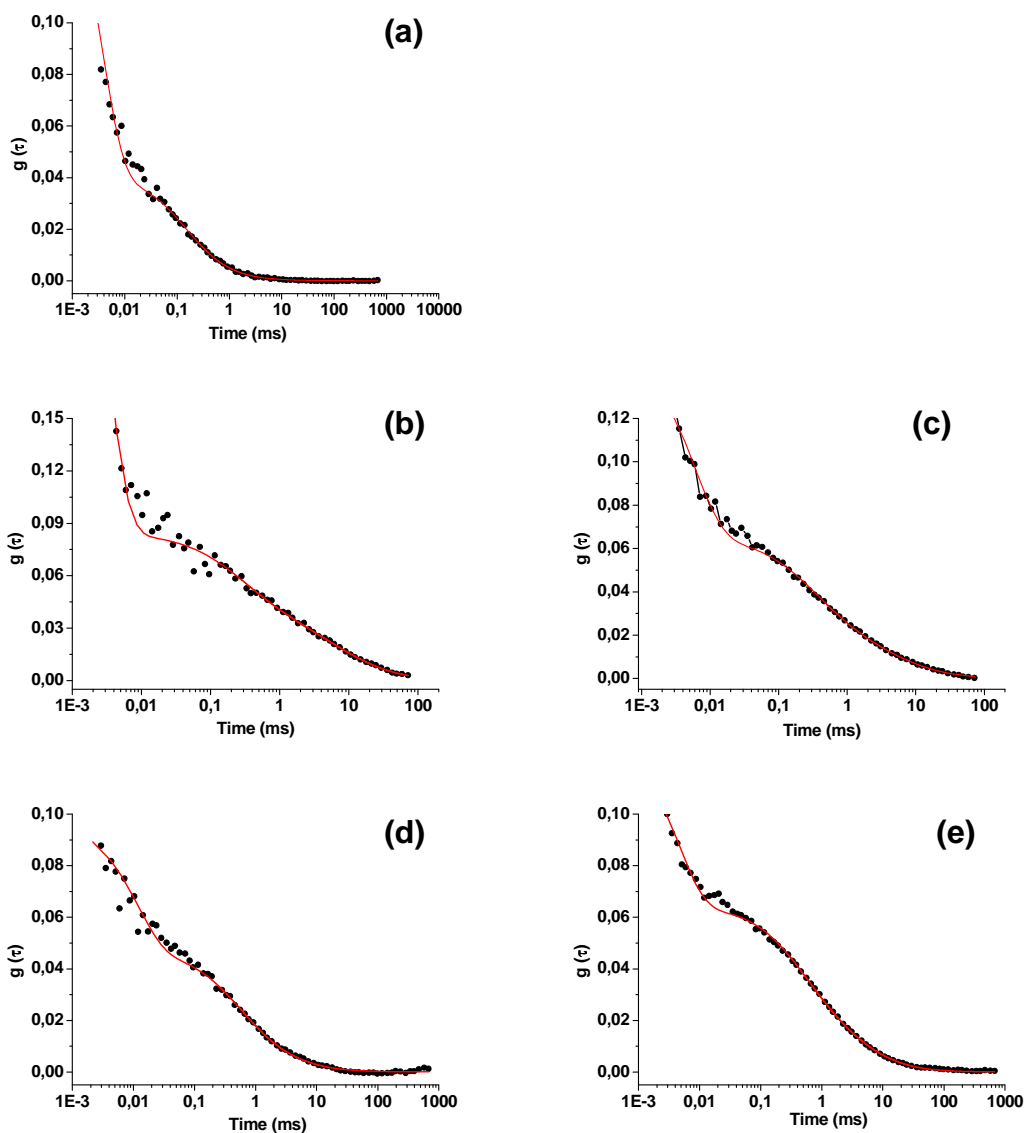 (a)
0,10
0,08
0,06
0,04
0,02
0,00
g (τ)
1E-3 0,01 0,1 1 10 100 1000 10000
Time (ms)
(b)
0,15
0,12
0,09
0,06
0,03
0,00
g (τ)
1E-3 0,01 0,1 1 10 100
Time (ms)
(c)
0,12
0,10
0,08
0,06
0,04
0,02
0,00
g (τ)
1E-3 0,01 0,1 1 10 100
Time (ms)
(d)
0,10
0,08
0,06
0,04
0,02
0,00
g (τ)
1E-3 0,01 0,1 1 10 100 1000
Time (ms)
(e)
0,10
0,08
0,06
0,04
0,02
0,00
g (τ)
1E-3 0,01 0,1 1 10 100 1000
Time (ms)